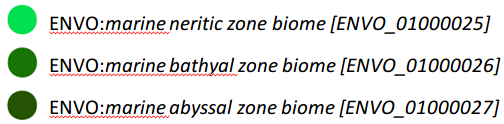 ENVO:marine neritic zone biome [ENVO_01000025]
ENVO:marine bathyal zone biome [ENVO_01000026]
ENVO:marine abyssal zone biome [ENVO_01000027]